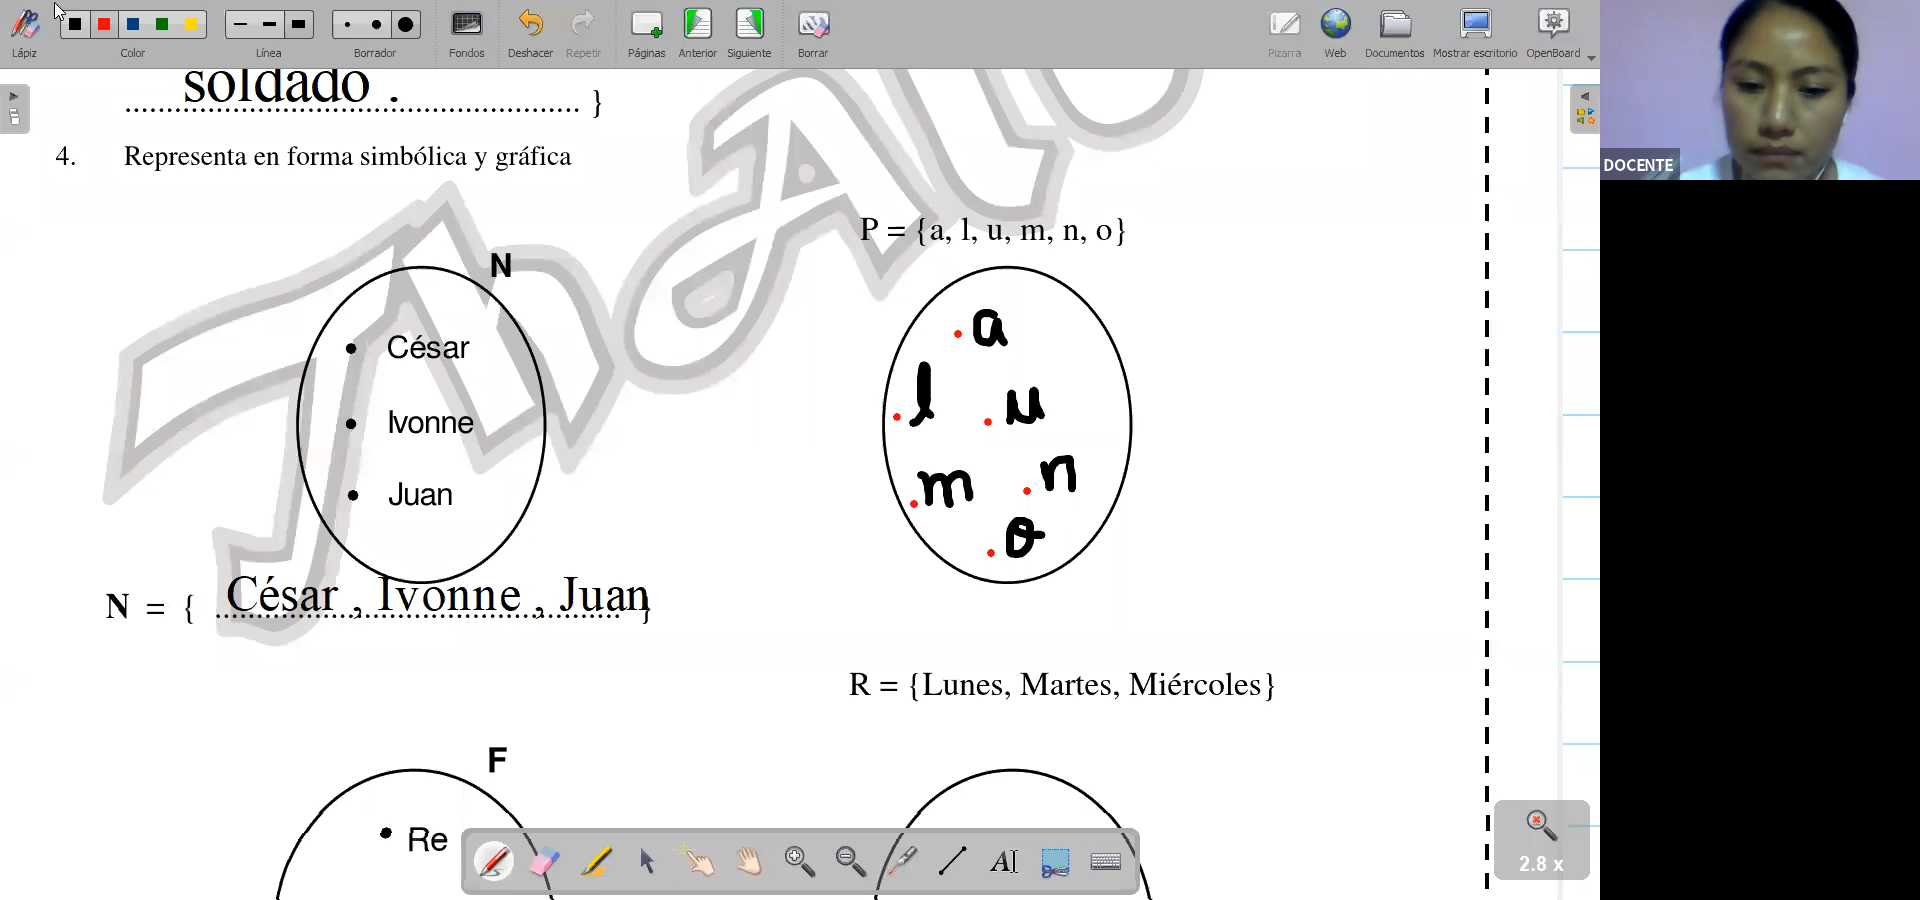 Lápiz
Color
Línea
Borrador
Fondos
Deshacer
Repetir
Páginas
Anterior
Siguiente
Borrar
Pizarra
Web
Documentos
Mostrar escritorio
OpenBoard
DOCENTE
soldado .
........................................................ }
4. Representa en forma simbólica y gráfica
P = {a, l, u, m, n, o}
N
• César
• Ivonne
• Juan
. a
. l
. u
. m
. n
. o
N = { César , Ivonne , Juan }
R = {Lunes, Martes, Miércoles}
F
• Re
2.8 x